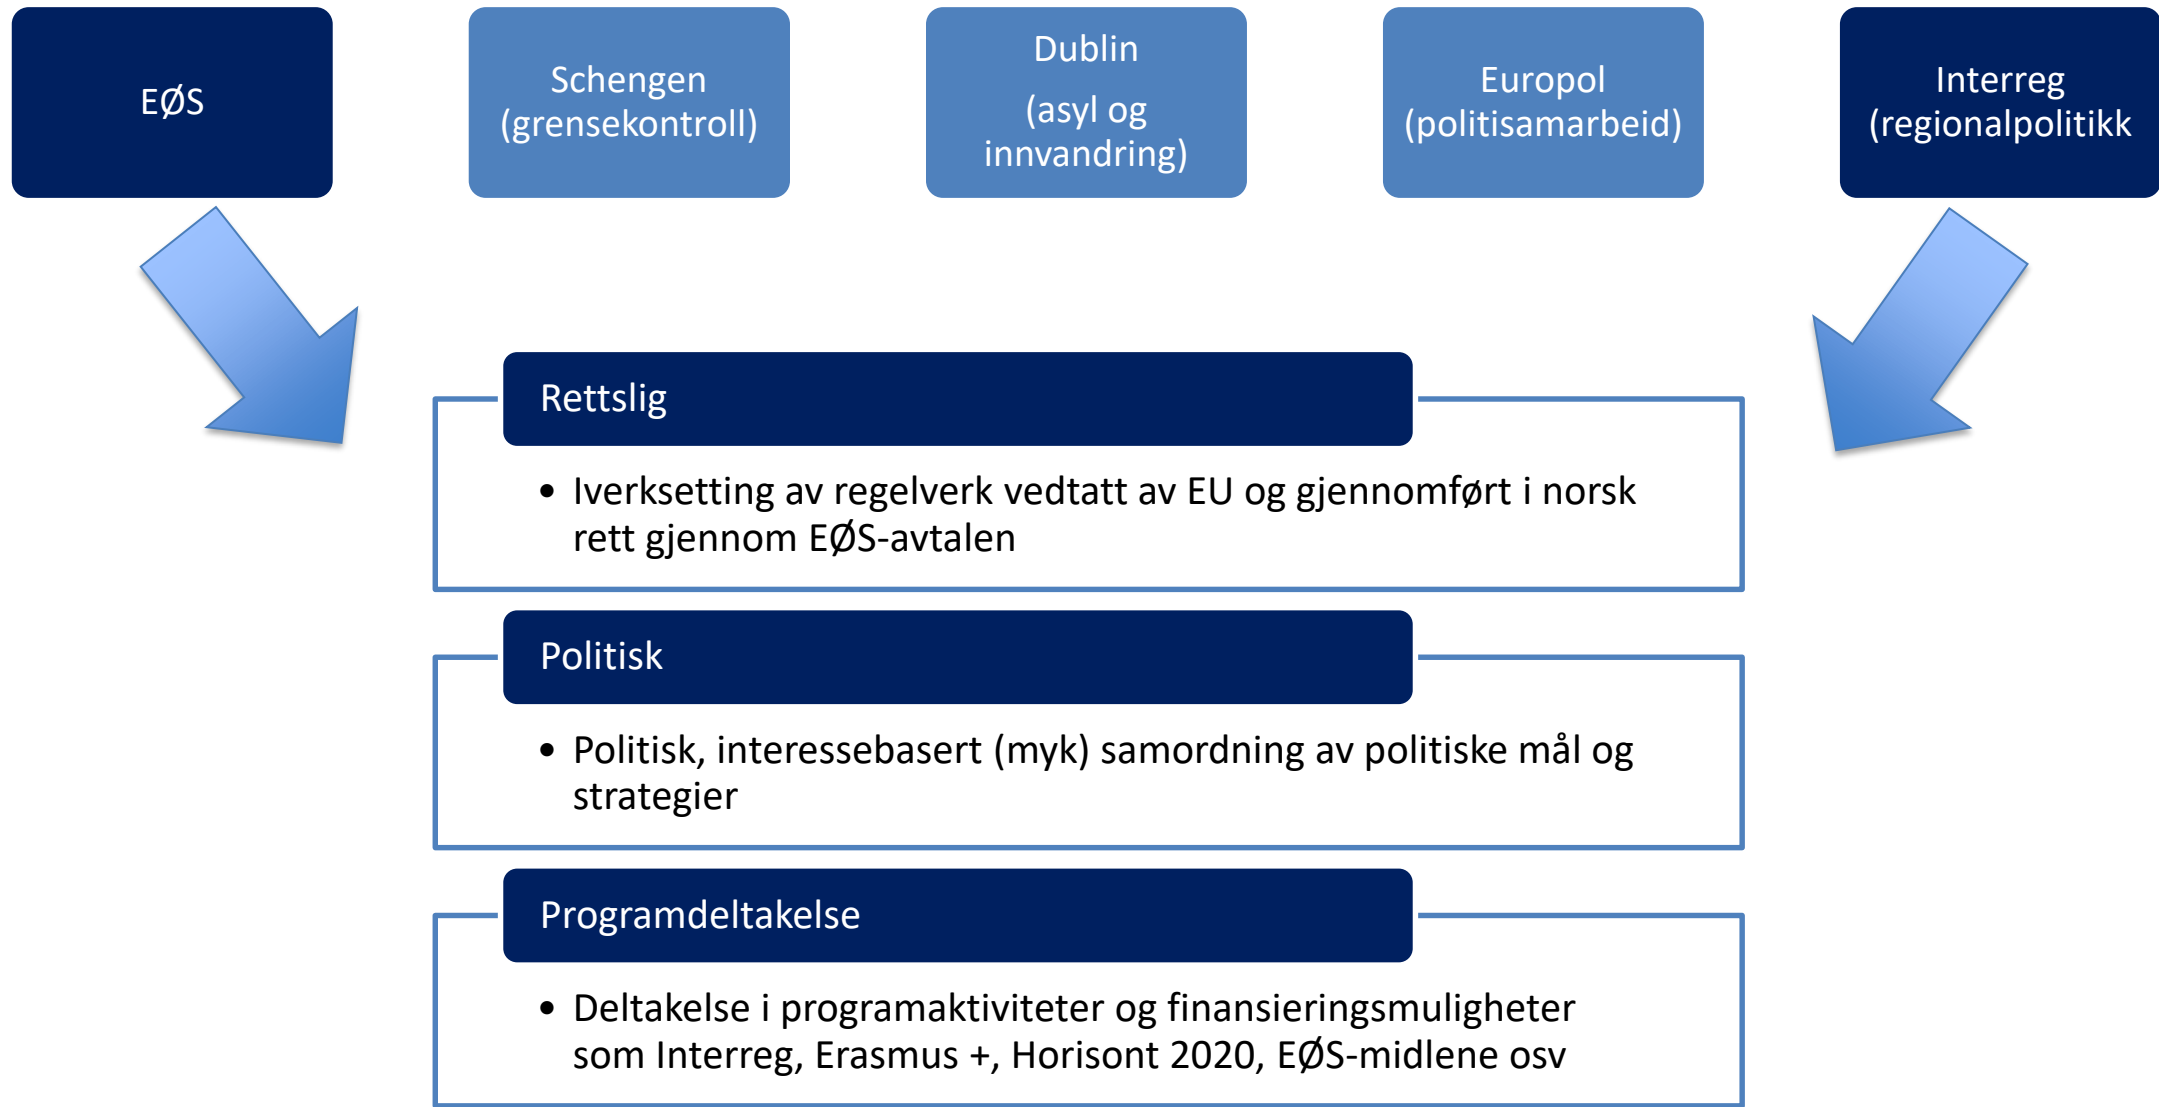 EØS
Schengen
(grensekontroll)
Dublin
(asyl og
innvandring)
Europol
(politisamarbeid)
Interreg
(regionalpolitikk
Rettslig
• Iverksetting av regelverk vedtatt av EU og gjennomført i norsk
rett gjennom EØS-avtalen
Politisk
• Politisk, interessebasert (myk) samordning av politiske mål og
strategier
Programdeltakelse
• Deltakelse i programaktiviteter og finansieringsmuligheter
som Interreg, Erasmus +, Horisont 2020, EØS-midlene osv